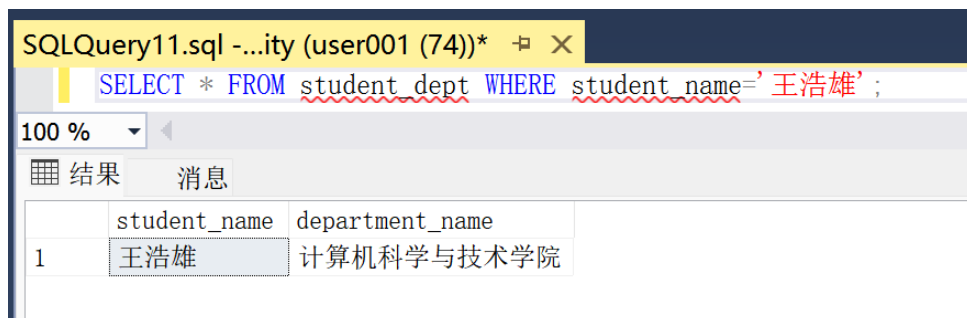 SQLQuery11.sql -...ity (user001 (74))*
SELECT * FROM student_dept WHERE student_name='王浩雄';
100 %
结果 消息
student_name department_name
1 王浩雄 计算机科学与技术学院